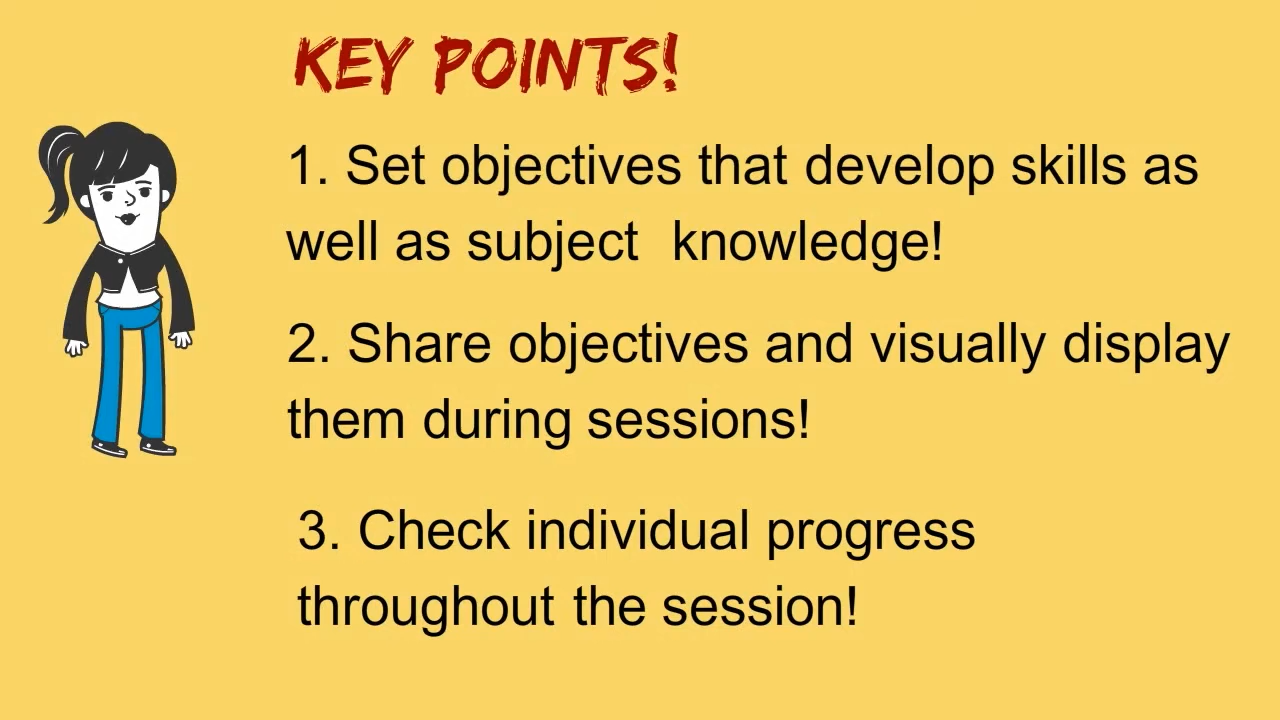 KEY POINTS!
1. Set objectives that develop skills as
well as subject  knowledge!
2. Share objectives and visually display
them during sessions!
3. Check individual progress
throughout the session!